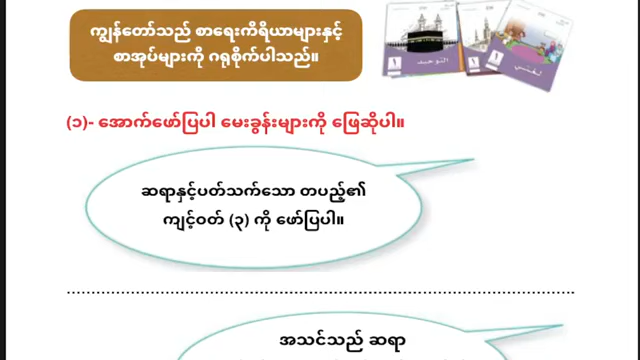 ကျွန်တော်သည် စာရေးကိရိယာများနှင့်
စာအုပ်များကို ဂရုစိုက်ပါသည်။
التوحيد
(၁)- အောက်ဖော်ပြပါ မေးခွန်းများကို ဖြေဆိုပါ။
ဆရာနှင့်ပတ်သက်သော တပည့်၏
ကျင့်ဝတ် (၃) ကို ဖော်ပြပါ။
အသင်သည် ဆရာ